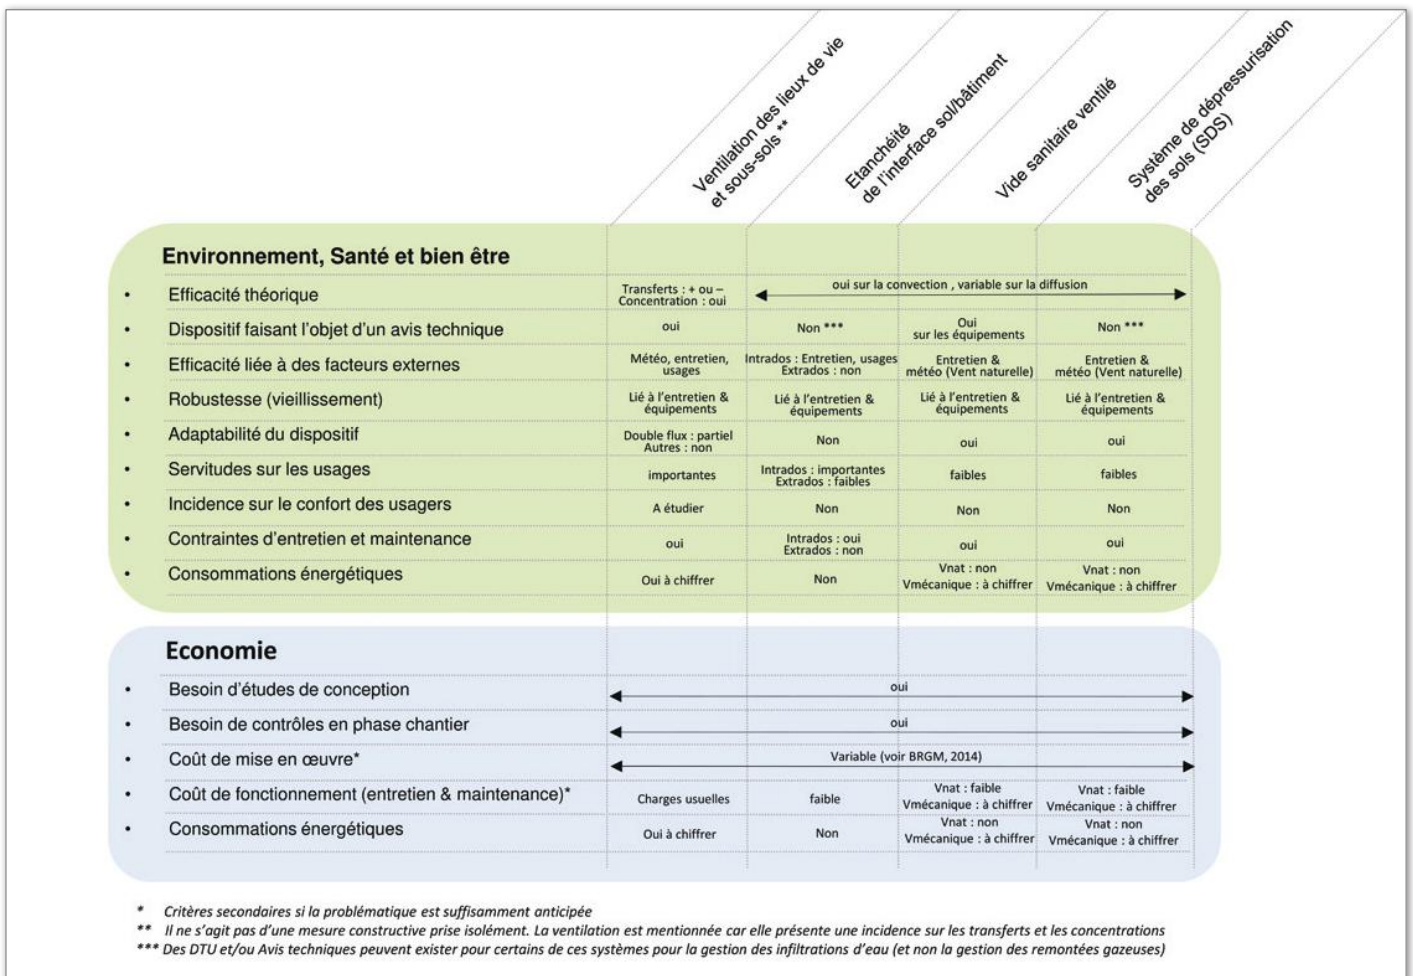 Ventilation des lieux de vie
et sous-sols **
Etanchéité
de l'interface sol/bâtiment
Vide sanitaire ventilé
Système de dépressurisation
des sols (SDS)
Environnement, Santé et bien être
• Efficacité théorique
Transferts : + ou –
Concentration : oui
oui sur la convection , variable sur la diffusion
• Dispositif faisant l'objet d'un avis technique
oui
Non ***
Oui
sur les équipements
Non ***
• Efficacité liée à des facteurs externes
Météo, entretien,
usages
Intrados : Entretien, usages
Extrados : non
Entretien &
météo (Vent naturelle)
Entretien &
météo (Vent naturelle)
• Robustesse (vieillissement)
Lié à l'entretien &
équipements
Lié à l'entretien &
équipements
Lié à l'entretien &
équipements
Lié à l'entretien &
équipements
• Adaptabilité du dispositif
Double flux : partiel
Autres : non
Non
oui
oui
• Servitudes sur les usages
importantes
Intrados : importantes
Extrados : faibles
faibles
faibles
• Incidence sur le confort des usagers
A étudier
Non
Non
Non
• Contraintes d'entretien et maintenance
oui
Intrados : oui
Extrados : non
oui
oui
• Consommations énergétiques
Oui à chiffrer
Non
Vnat : non
Vmécanique : à chiffrer
Vnat : non
Vmécanique : à chiffrer
Economie
• Besoin d'études de conception
oui
• Besoin de contrôles en phase chantier
oui
• Coût de mise en œuvre*
Variable (voir BRGM, 2014)
• Coût de fonctionnement (entretien & maintenance)*
Charges usuelles
faible
Vnat : faible
Vmécanique : à chiffrer
Vnat : faible
Vmécanique : à chiffrer
• Consommations énergétiques
Oui à chiffrer
Non
Vnat : non
Vmécanique : à chiffrer
Vnat : non
Vmécanique : à chiffrer
* Critères secondaires si la problématique est suffisamment anticipée
** Il ne s'agit pas d'une mesure constructive prise isolément. La ventilation est mentionnée car elle présente une incidence sur les transferts et les concentrations
*** Des DTU et/ou Avis techniques peuvent exister pour certains de ces systèmes pour la gestion des infiltrations d'eau (et non la gestion des remontées gazeuses)